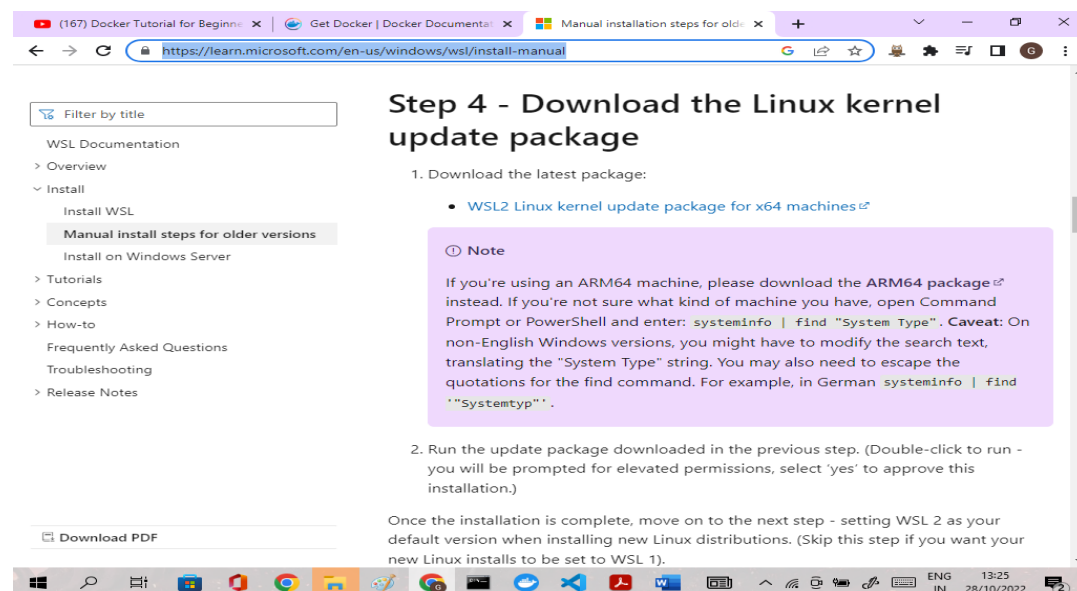 (167) Docker Tutorial for Beginne
Get Docker | Docker Documentat
Manual installation steps for olde
https://learn.microsoft.com/en-us/windows/wsl/install-manual
G
G
Filter by title
WSL Documentation
Overview
Install
Install WSL
Manual install steps for older versions
Install on Windows Server
Tutorials
Concepts
How-to
Frequently Asked Questions
Troubleshooting
Release Notes
Download PDF
Step 4 - Download the Linux kernel
update package
1. Download the latest package:
• WSL2 Linux kernel update package for x64 machines
Note
If you're using an ARM64 machine, please download the ARM64 package
instead. If you're not sure what kind of machine you have, open Command
Prompt or PowerShell and enter: systeminfo | find "System Type". Caveat: On
non-English Windows versions, you might have to modify the search text,
translating the "System Type" string. You may also need to escape the
quotations for the find command. For example, in German systeminfo | find
'"Systemtyp"'.
2. Run the update package downloaded in the previous step. (Double-click to run -
you will be prompted for elevated permissions, select 'yes' to approve this
installation.)
Once the installation is complete, move on to the next step - setting WSL 2 as your
default version when installing new Linux distributions. (Skip this step if you want your
new Linux installs to be set to WSL 1).
ENG
IN
13:25
28/10/2022
2